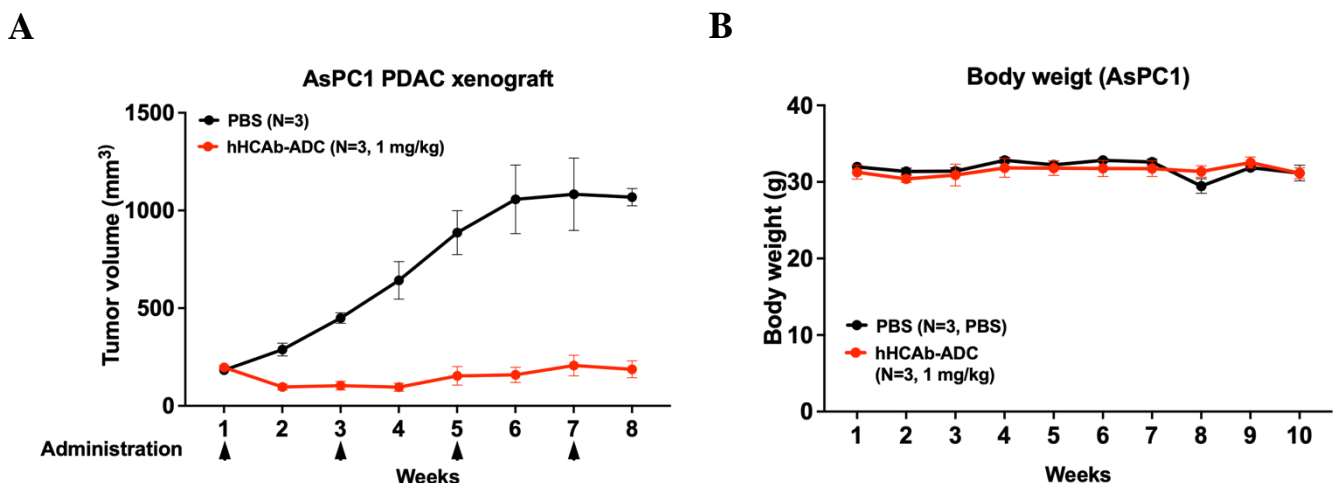 A
AsPC1 PDAC xenograft
PBS (N=3)
hHCAb-ADC (N=3, 1 mg/kg)
Tumor volume (mm³)
1500
1000
500
0
1 2 3 4 5 6 7 8
Administration
Weeks
B
Body weigt (AsPC1)
Body weight (g)
40
30
20
10
0
PBS (N=3, PBS)
hHCAb-ADC
(N=3, 1 mg/kg)
1 2 3 4 5 6 7 8 9 10
Weeks